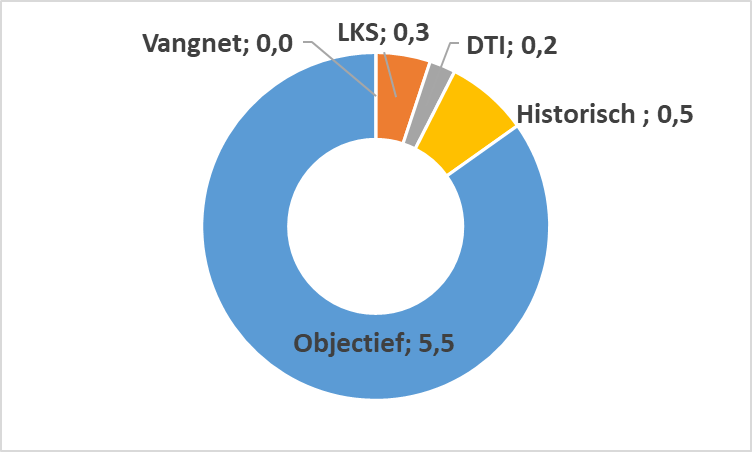 Vangnet; 0,0
LKS; 0,3
DTI; 0,2
Historisch ; 0,5
Objectief; 5,5